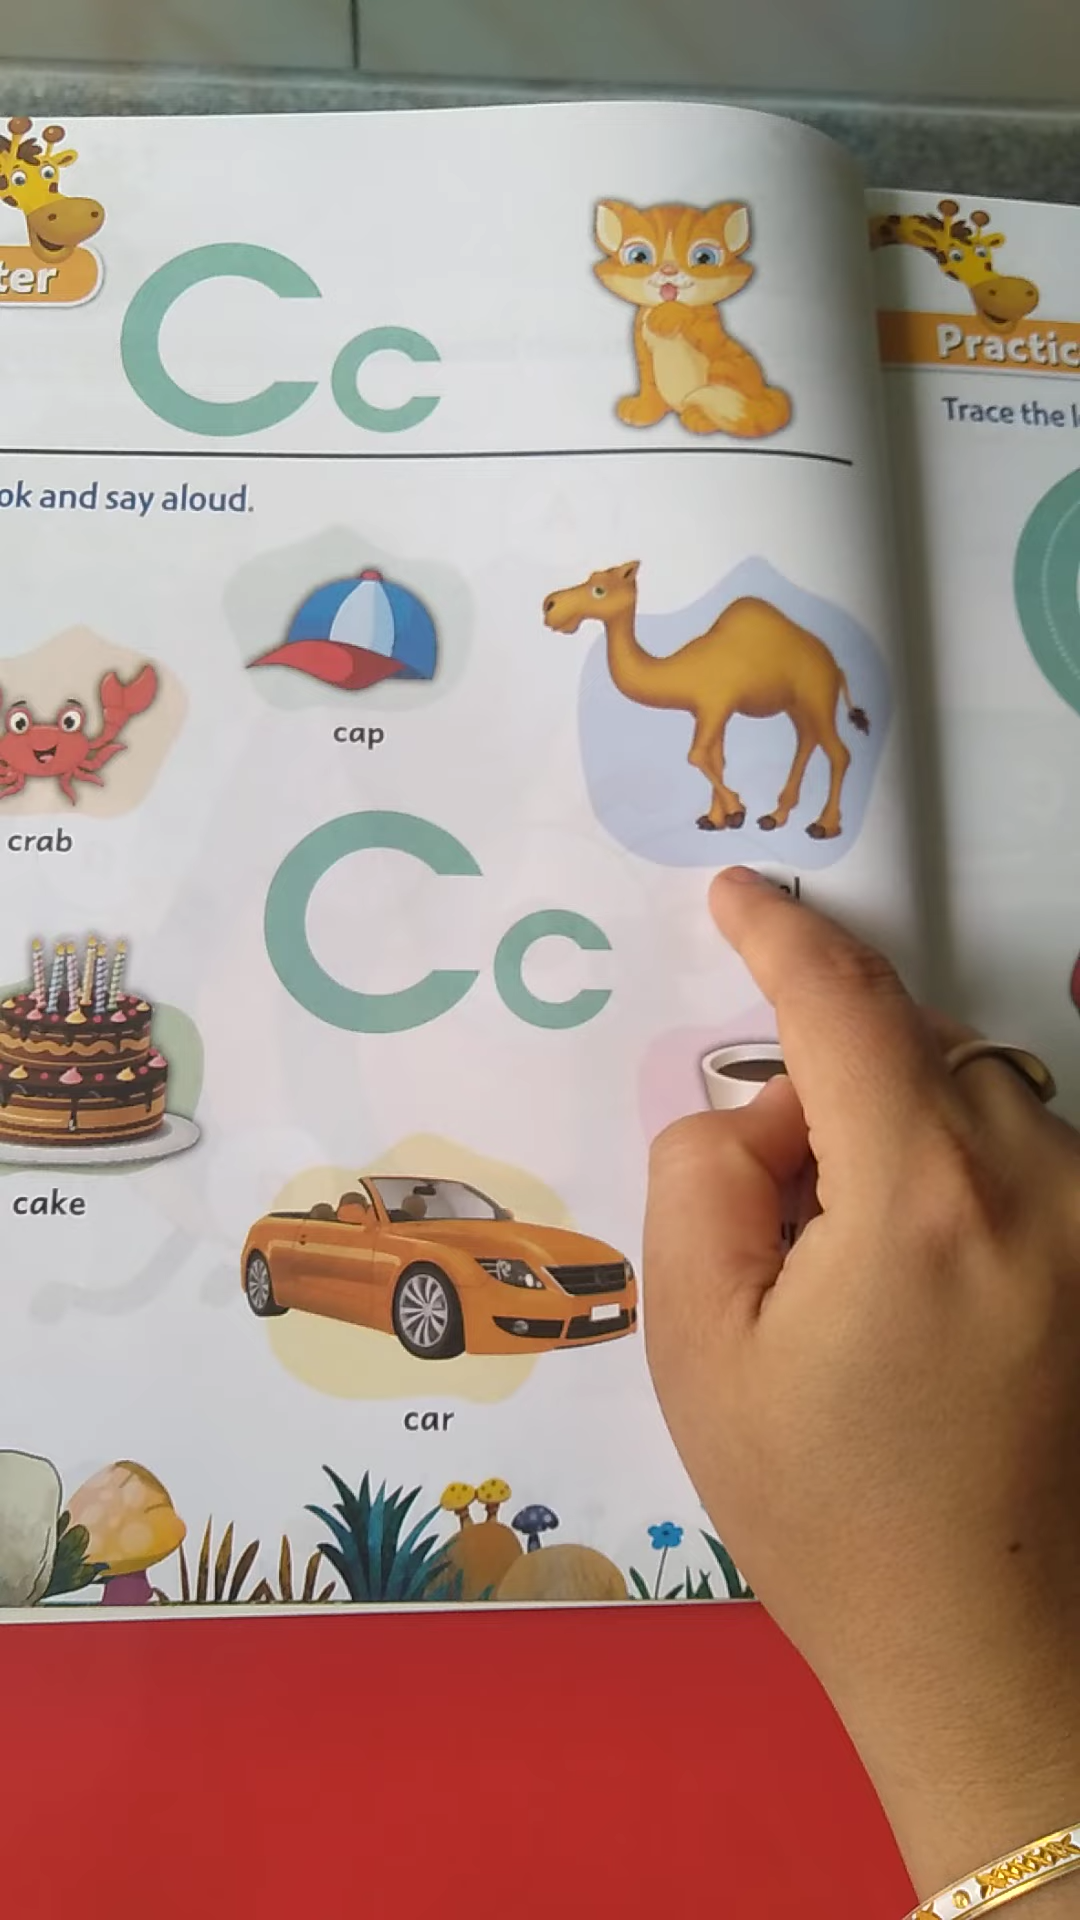 ter
Cc
Practic
Trace the l
ok and say aloud.
cap
crab
Cc
cake
car